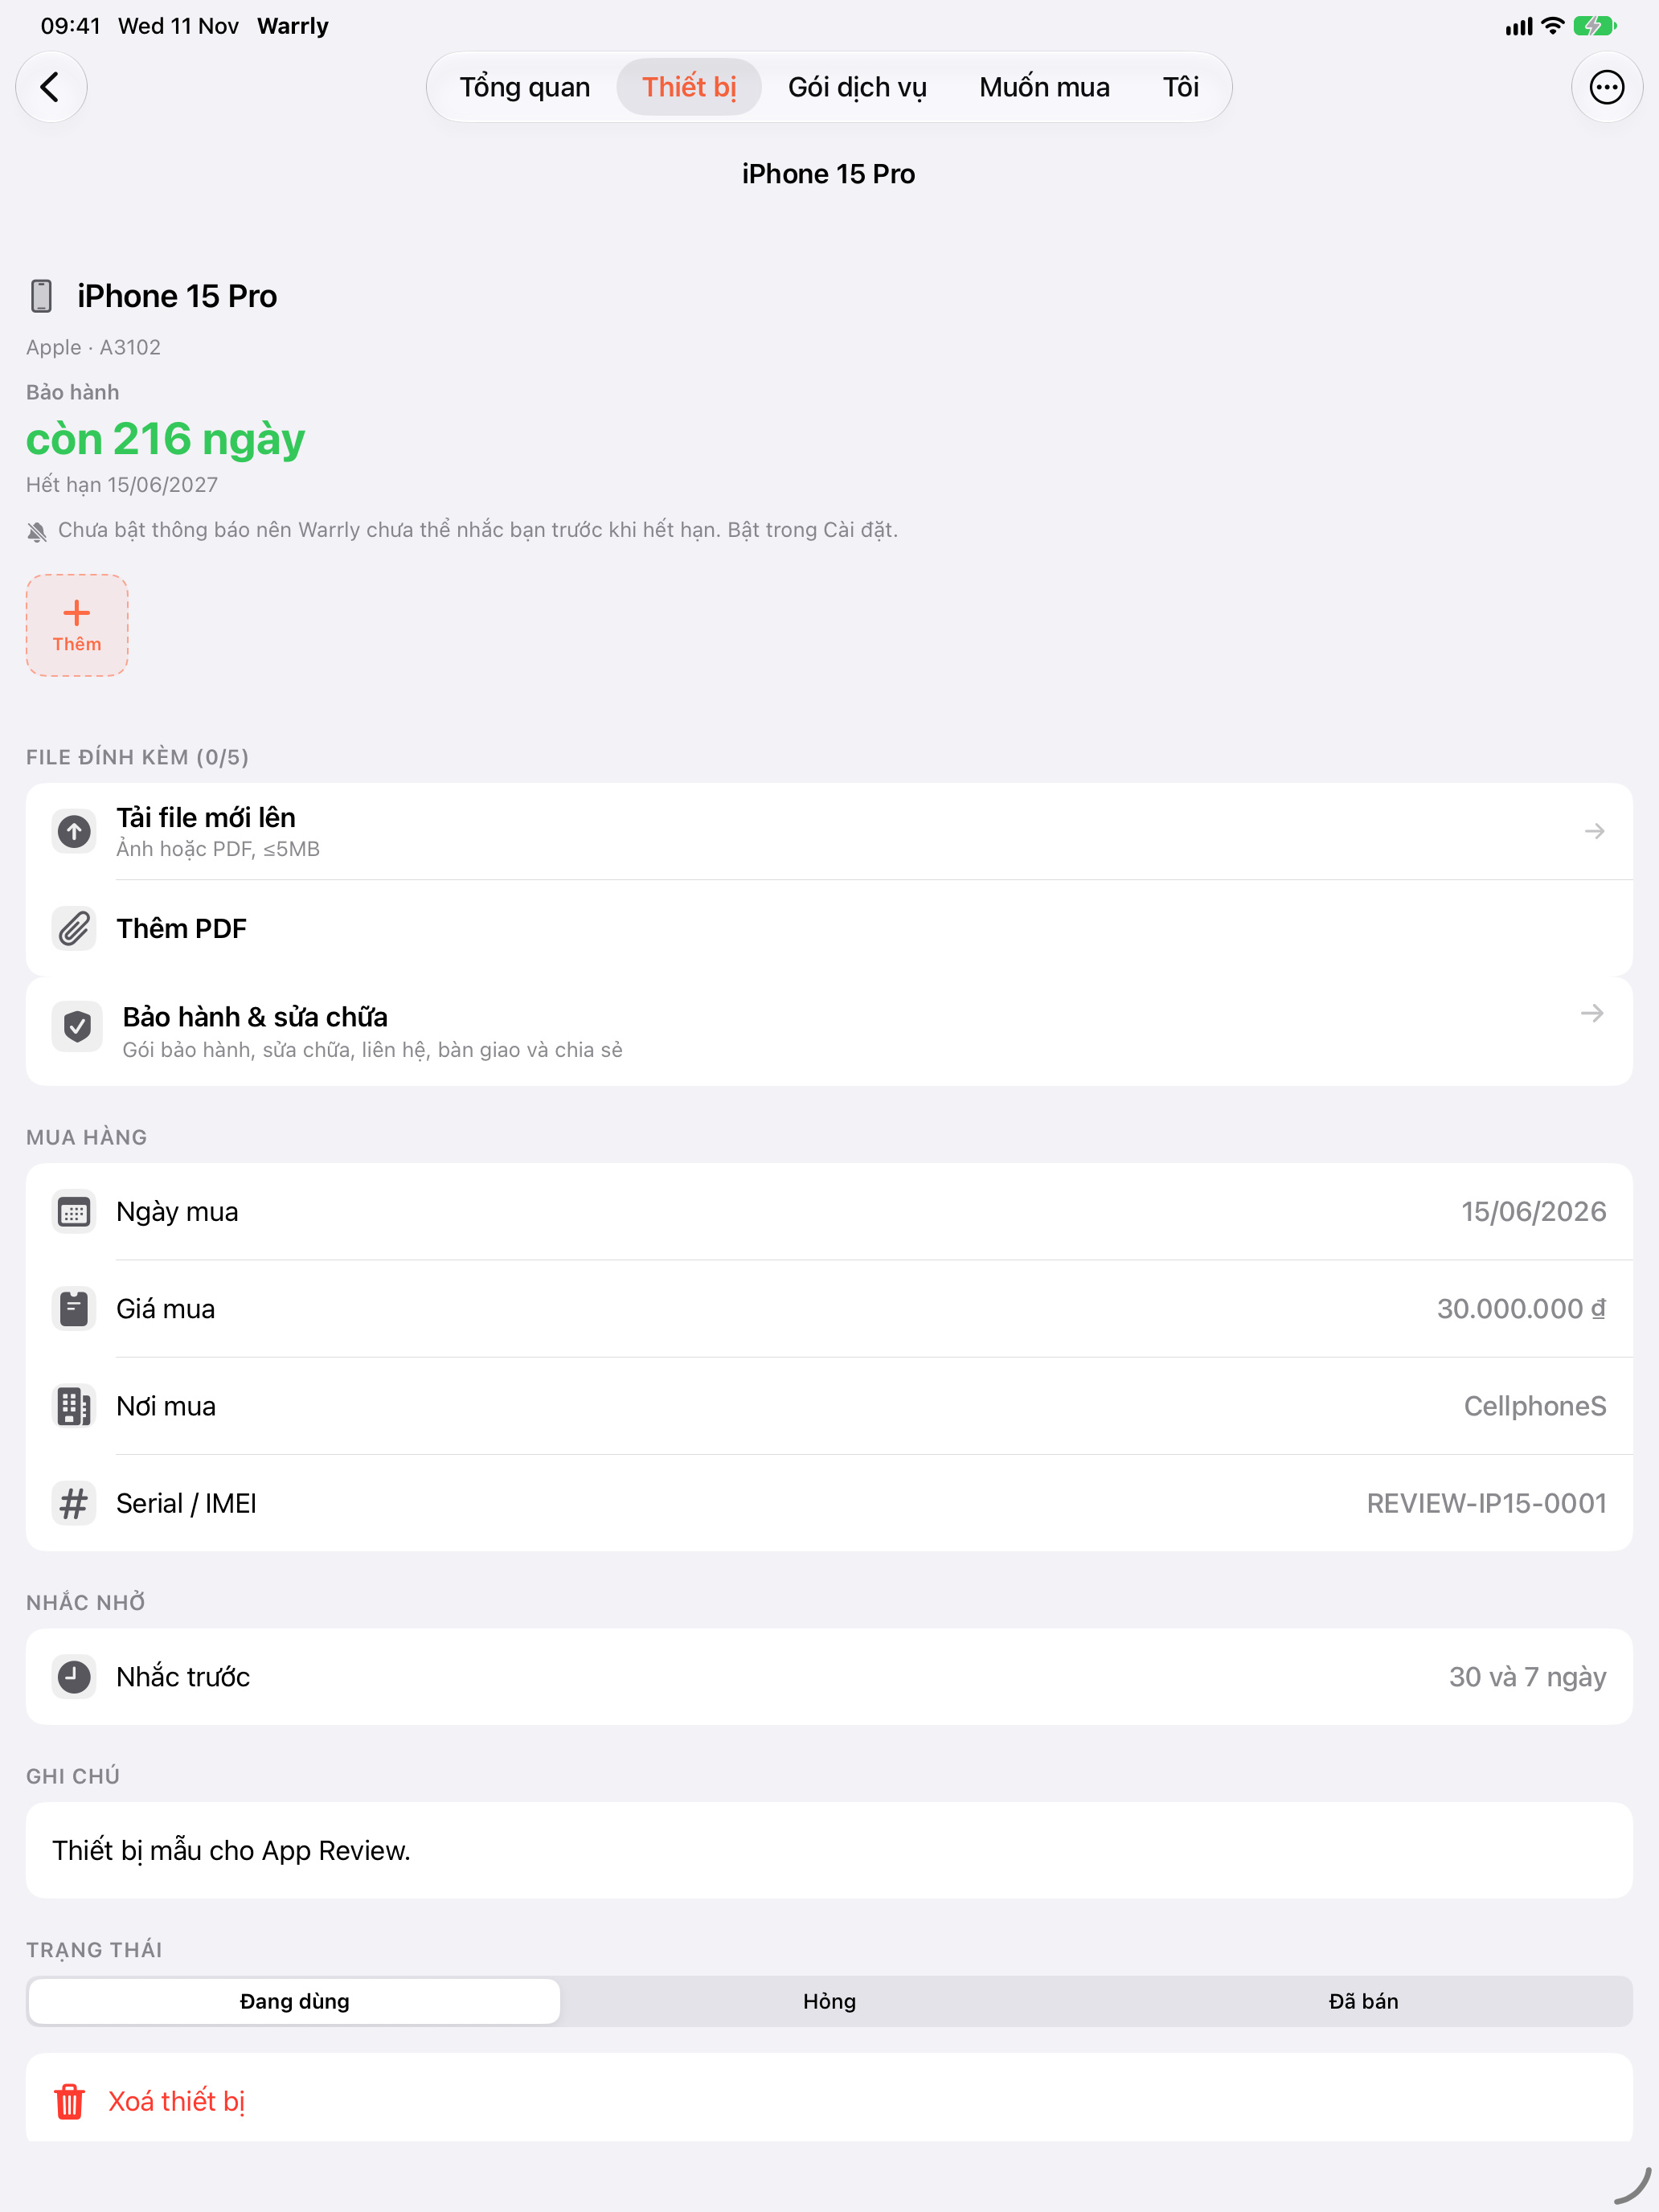 09:41 Wed 11 Nov Warrly
Tổng quan Thiết bị Gói dịch vụ Muốn mua Tôi
iPhone 15 Pro
iPhone 15 Pro
Apple · A3102
Bảo hành
còn 216 ngày
Hết hạn 15/06/2027
Chưa bật thông báo nên Warrly chưa thể nhắc bạn trước khi hết hạn. Bật trong Cài đặt.
Thêm
FILE ĐÍNH KÈM (0/5)
Tải file mới lên
Ảnh hoặc PDF, ≤5MB
Thêm PDF
Bảo hành & sửa chữa
Gói bảo hành, sửa chữa, liên hệ, bàn giao và chia sẻ
MUA HÀNG
Ngày mua 15/06/2026
Giá mua 30.000.000 ₫
Nơi mua CellphoneS
Serial / IMEI REVIEW-IP15-0001
NHẮC NHỞ
Nhắc trước 30 và 7 ngày
GHI CHÚ
Thiết bị mẫu cho App Review.
TRẠNG THÁI
Đang dùng Hỏng Đã bán
Xoá thiết bị